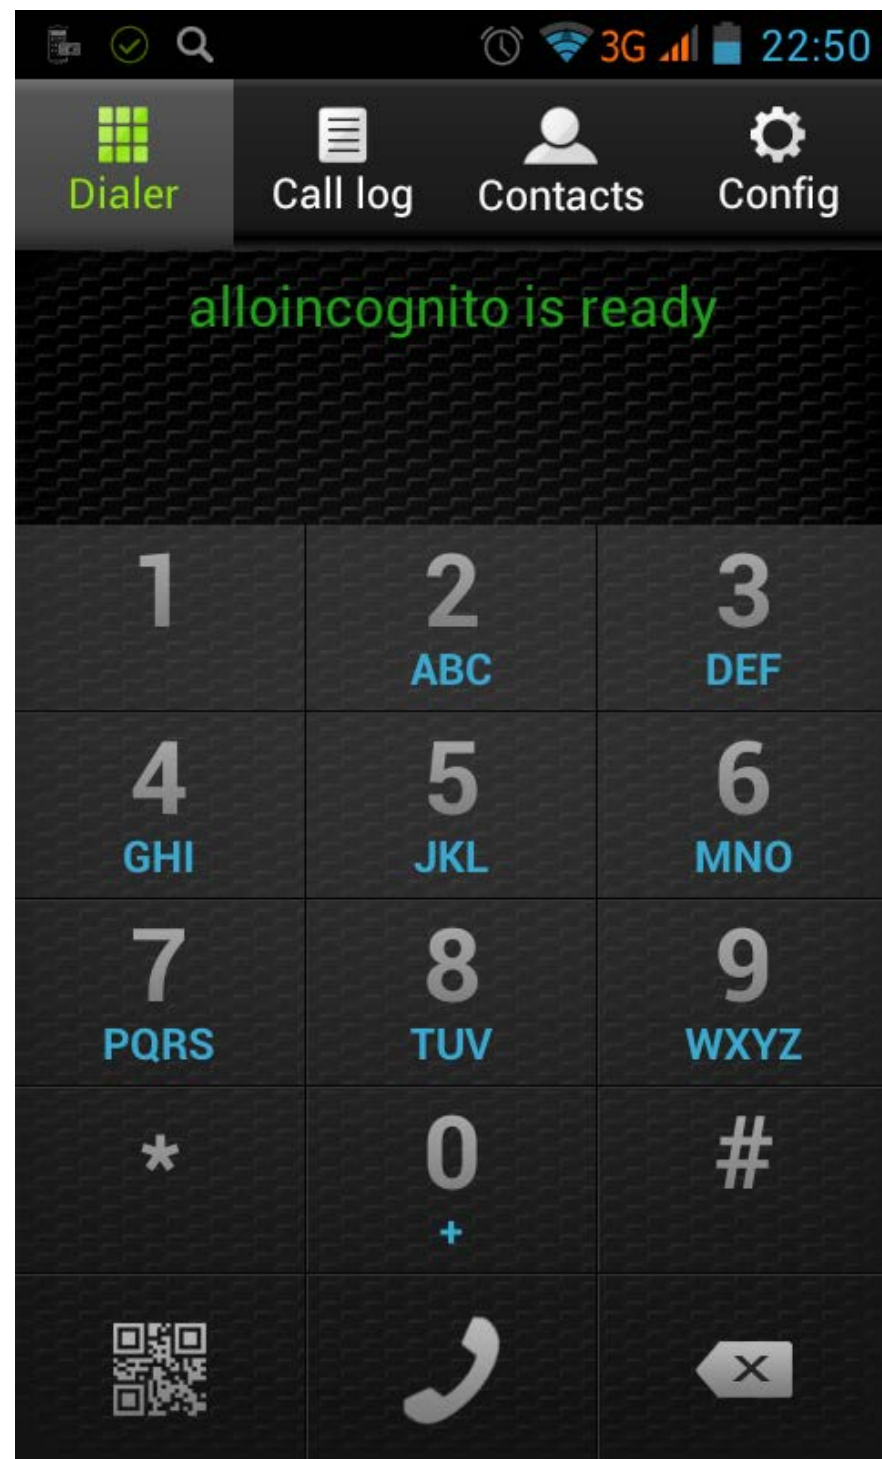 3G 22:50
Dialer Call log Contacts Config
alloincognito is ready
1 2 3
ABC DEF
4 5 6
GHI JKL MNO
7 8 9
PQRS TUV WXYZ
* 0 #
+